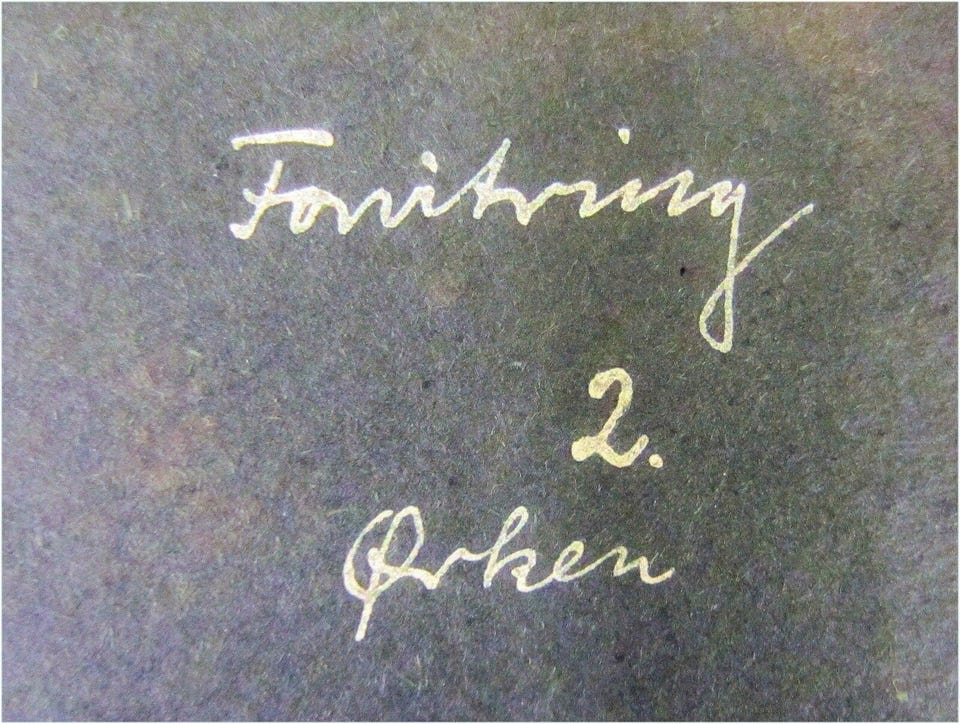 Forvitring
2.
Ørken